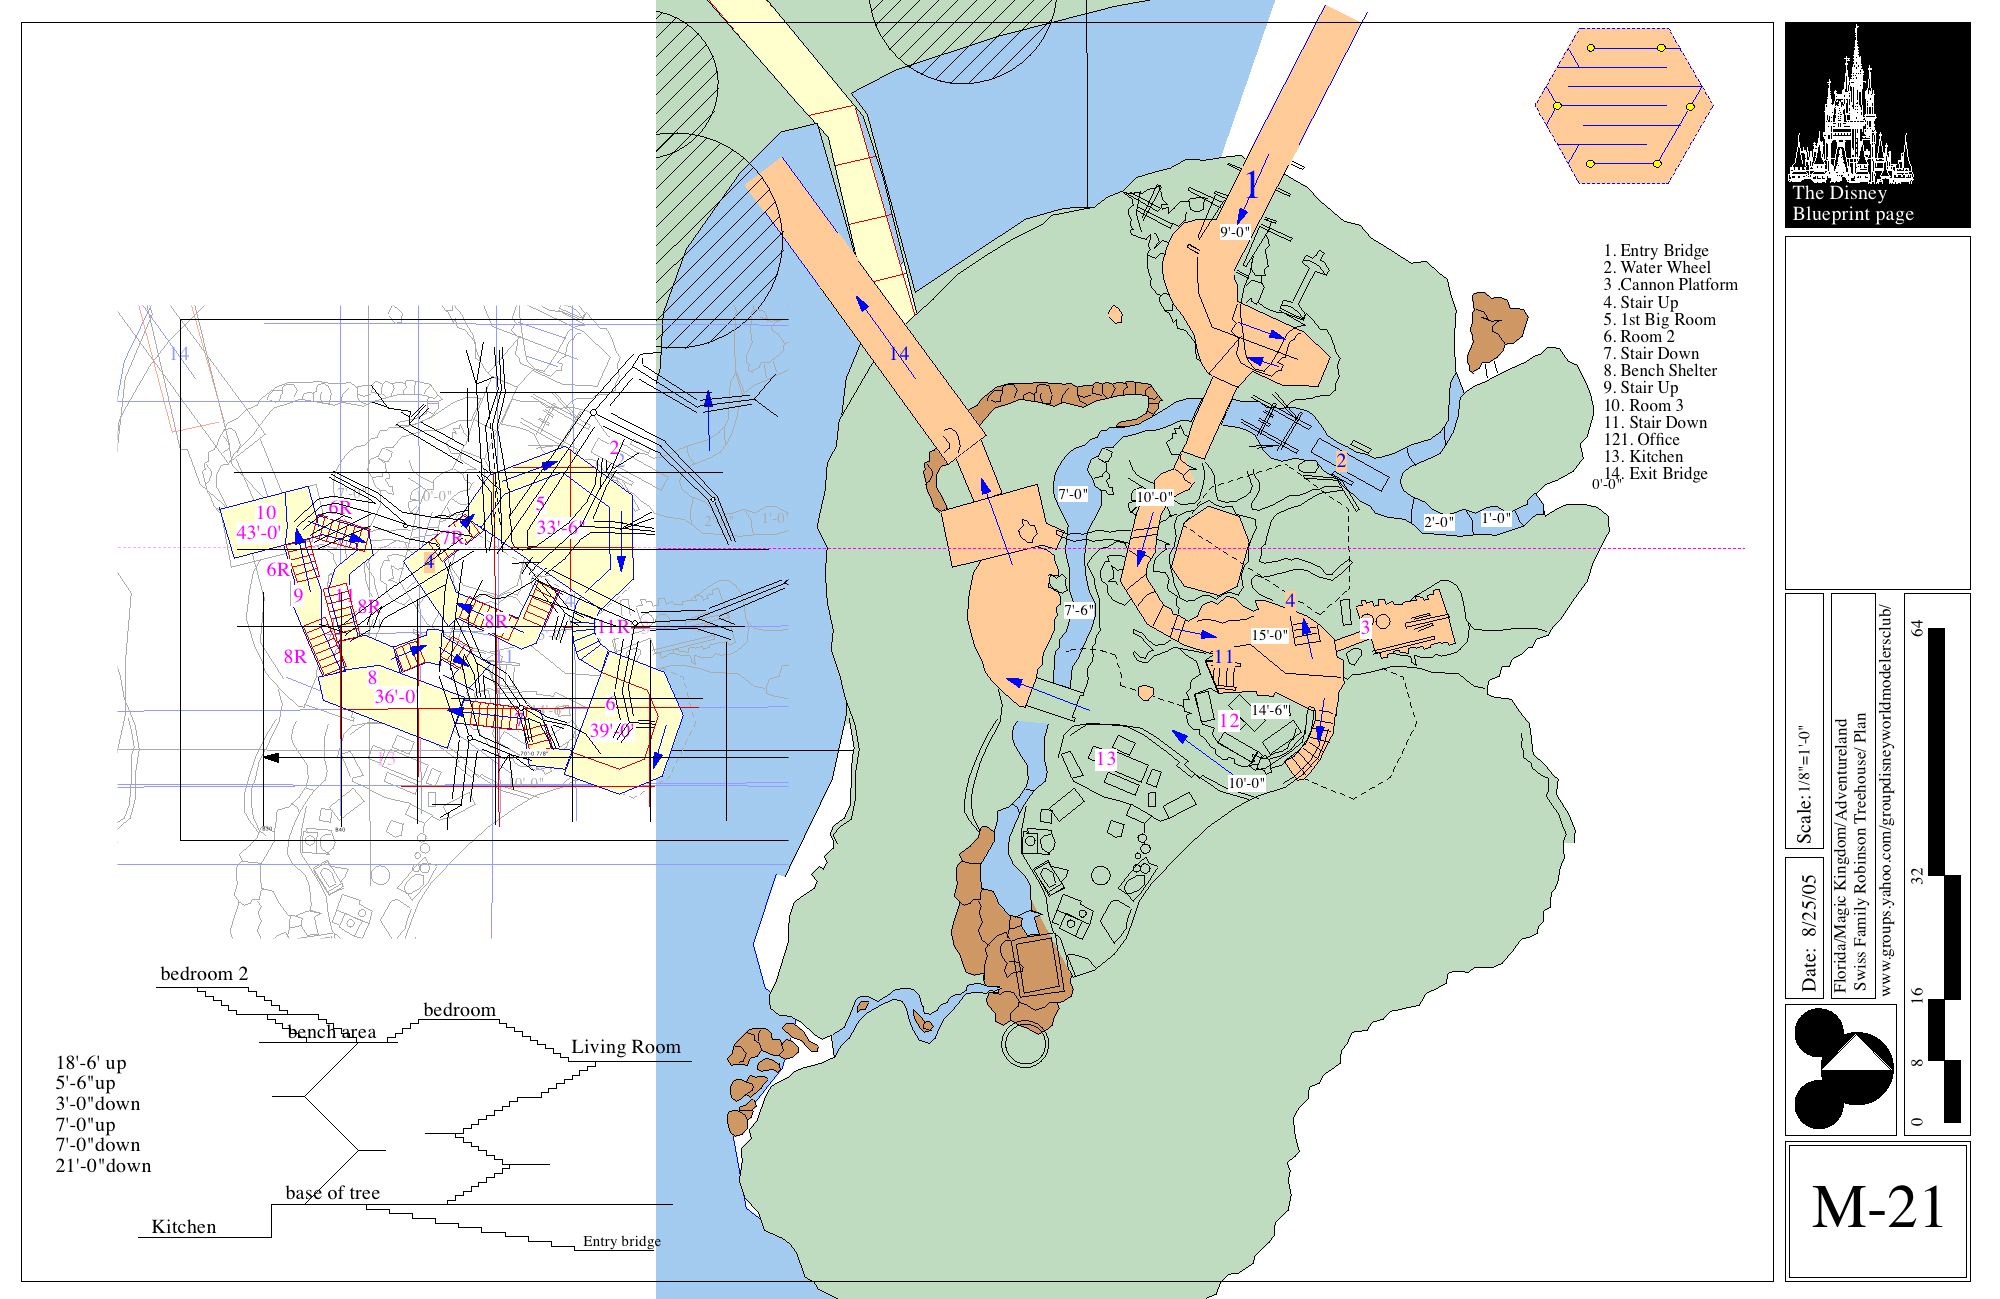 The Disney
Blueprint page
1. Entry Bridge
2. Water Wheel
3 .Cannon Platform
4. Stair Up
5. 1st Big Room
6. Room 2
7. Stair Down
8. Bench Shelter
9. Stair Up
10. Room 3
11. Stair Down
121. Office
13. Kitchen
14. Exit Bridge
0'-0"
1
9'-0"
14
2
7'-0"
10'-0"
2'-0"
1'-0"
7'-6"
4
3
15'-0"
11
12
14'-6"
13
10'-0"
14
2
10
43'-0'
6R
5
33'-6"
7R
4
6R
9
11
8R
8R
11R
8R
8
36'-0
6
39'-0'
7
13
2'-0"
1'-0"
10'-0"
bedroom 2
bench area
bedroom
Living Room
18'-6' up
5'-6"up
3'-0"down
7'-0"up
7'-0"down
21'-0"down
base of tree
Kitchen
Entry bridge
Scale:1/8"=1'-0"
Date: 8/25/05
Florida/Magic Kingdom/Adventureland
Swiss Family Robinson Treehouse/ Plan
www.groups.yahoo.com/groupdisneyworldmodelersclub/
64
32
16
8
0
M-21